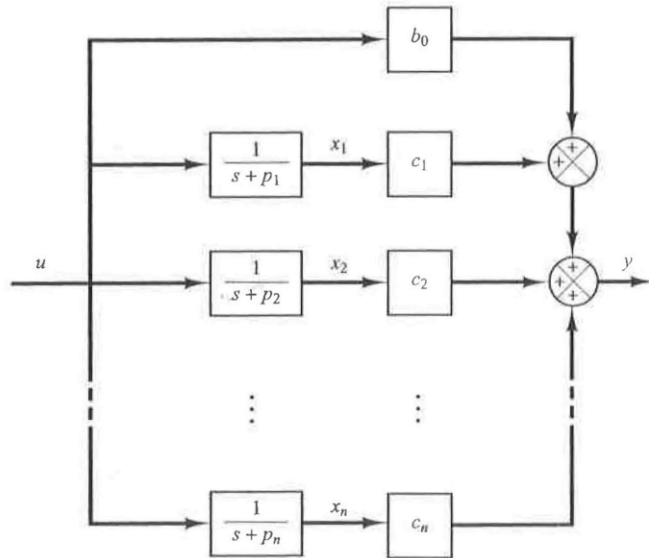 b₀
+
+
1
x₁
c₁
s + p₁
u
+
+
+
y
1
x₂
c₂
s + p₂
⋮
⋮
1
xₙ
cₙ
s + pₙ